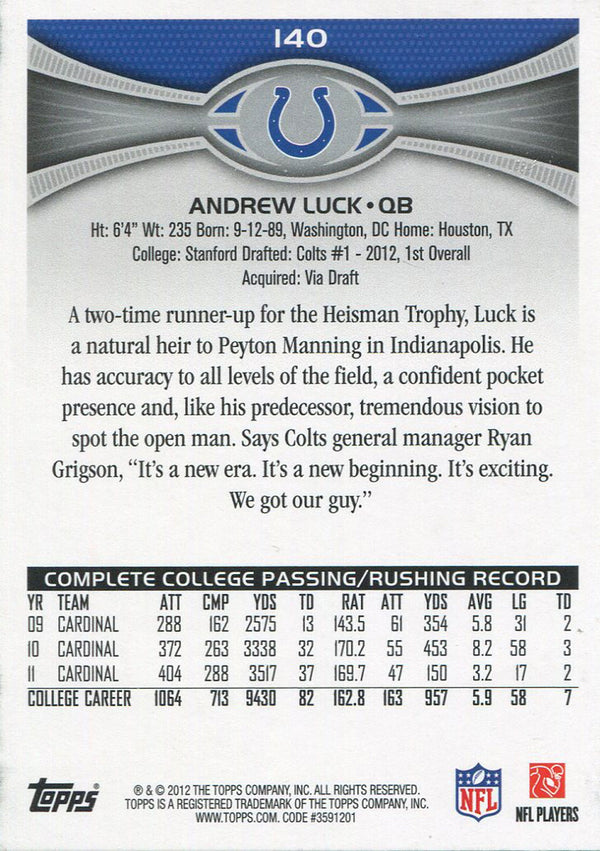 140
ANDREW LUCK • QB
Ht: 6'4" Wt: 235 Born: 9-12-89, Washington, DC Home: Houston, TX
College: Stanford Drafted: Colts #1 - 2012, 1st Overall
Acquired: Via Draft
A two-time runner-up for the Heisman Trophy, Luck is
a natural heir to Peyton Manning in Indianapolis. He
has accuracy to all levels of the field, a confident pocket
presence and, like his predecessor, tremendous vision to
spot the open man. Says Colts general manager Ryan
Grigson, “It’s a new era. It’s a new beginning. It’s exciting.
We got our guy.”
COMPLETE COLLEGE PASSING/RUSHING RECORD
YR TEAM ATT CMP YDS TD RAT ATT YDS AVG LG TD
09 CARDINAL 288 162 2575 13 143.5 61 354 5.8 31 2
10 CARDINAL 372 263 3338 32 170.2 55 453 8.2 58 3
11 CARDINAL 404 288 3517 37 169.7 47 150 3.2 17 2
COLLEGE CAREER 1064 713 9430 82 162.8 163 957 5.9 58 7
Topps®
® & © 2012 THE TOPPS COMPANY, INC. ALL RIGHTS RESERVED.
TOPPS IS A REGISTERED TRADEMARK OF THE TOPPS COMPANY, INC.
WWW.TOPPS.COM. CODE #3591201
NFL
NFL PLAYERS